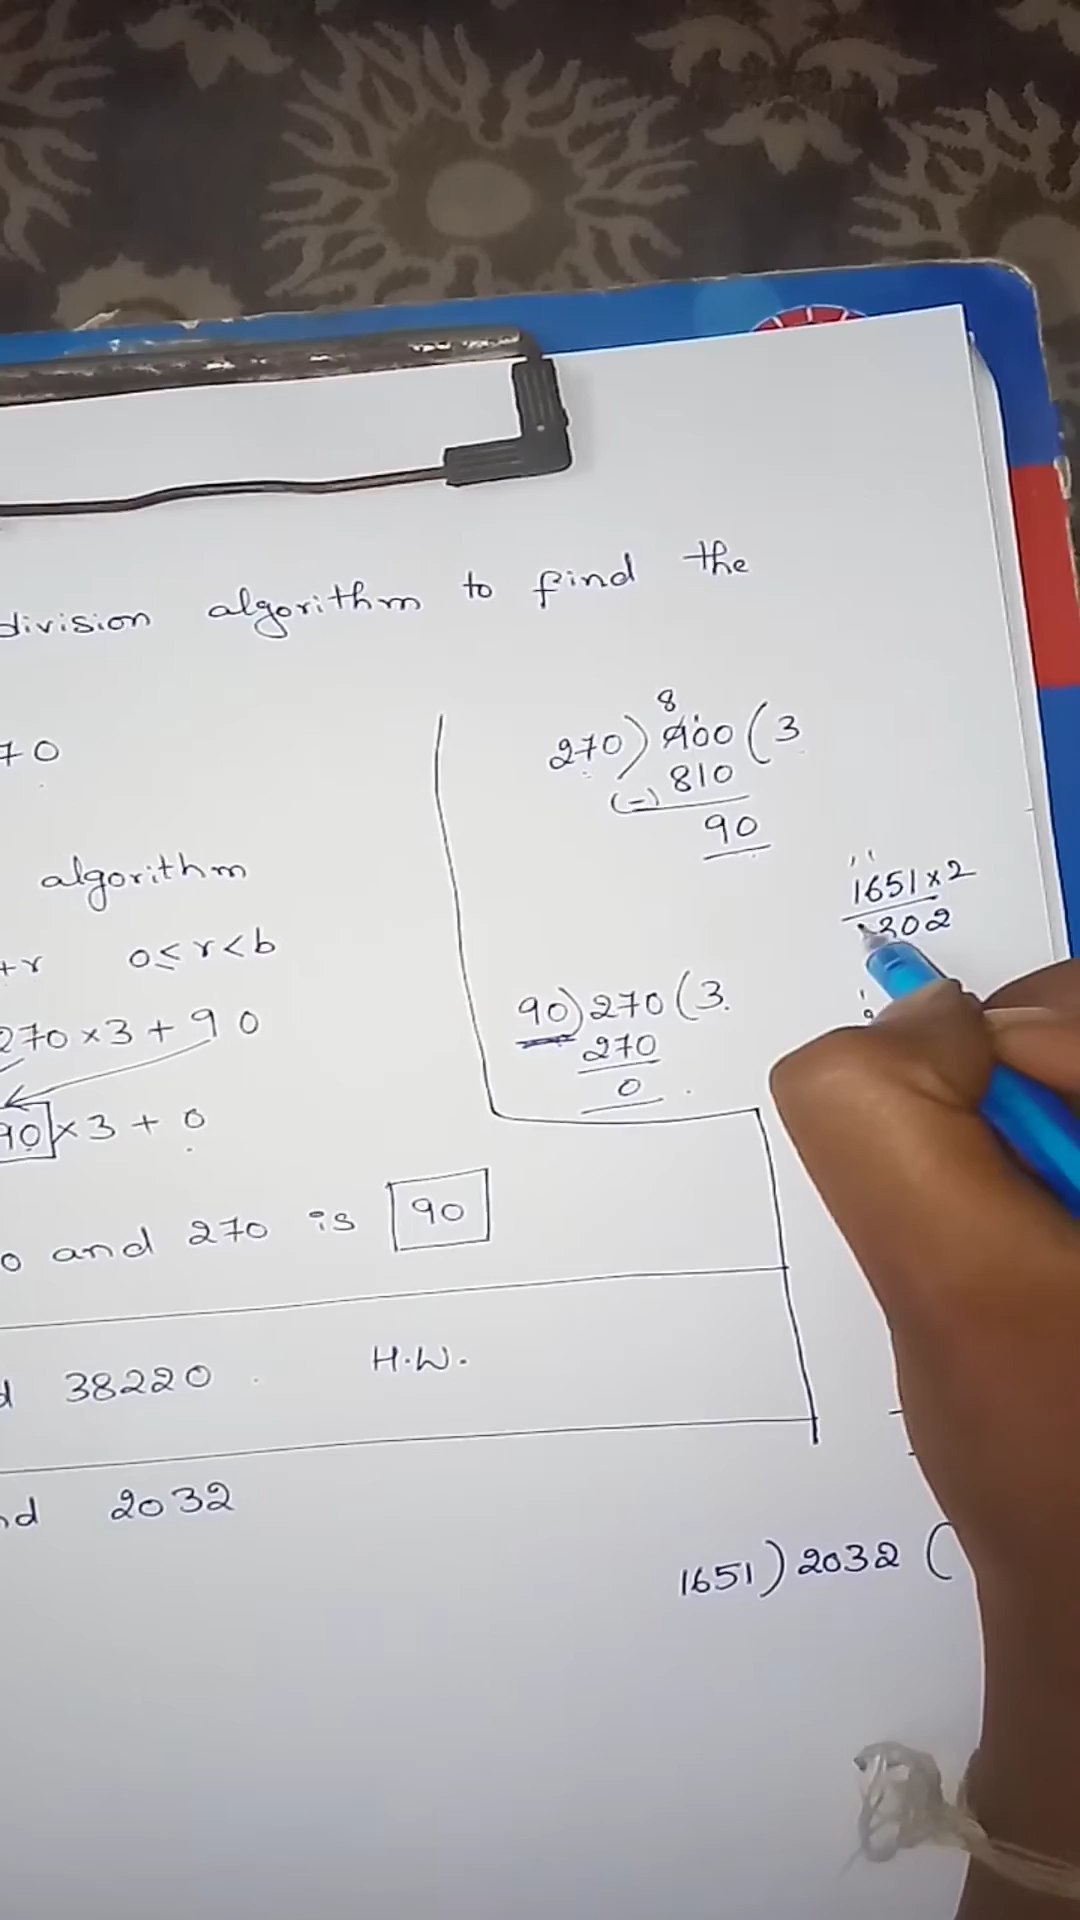 division algorithm to find the
70
8
270) 900 (3
(-) 810
90
algorithm
+r 0≤r<b
1651×2
3302
270×3+90
90) 270 (3.
270
0
90×3+0
0 and 270 is 90
38220. H.W.
nd 2032
1651) 2032 (